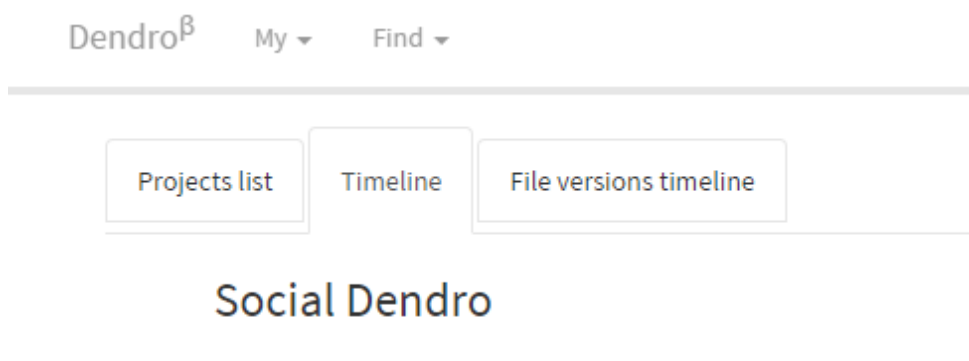 Dendroβ My Find
Projects list Timeline File versions timeline
Social Dendro